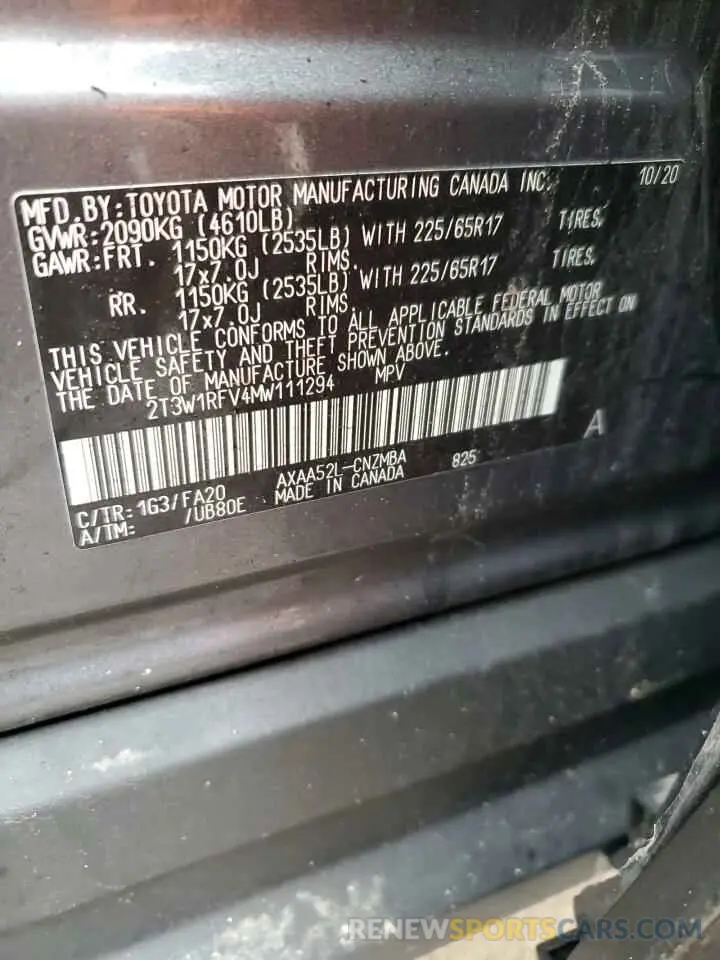 MFD.BY:TOYOTA MOTOR MANUFACTURING CANADA INC. 10/20
GVWR:2090KG (4610LB)
GAWR:FRT. 1150KG (2535LB) WITH 225/65R17 TIRES,
17x7.0J RIMS.
RR. 1150KG (2535LB) WITH 225/65R17 TIRES,
17x7.0J RIMS.
THIS VEHICLE CONFORMS TO ALL APPLICABLE FEDERAL MOTOR
VEHICLE SAFETY AND THEFT PREVENTION STANDARDS IN EFFECT ON
THE DATE OF MANUFACTURE SHOWN ABOVE.
2T3W1RFV4MW111294 MPV
A
C/TR:1G3/FA20 AXAA52L-CNZMBA 825
A/TM: /UB80E MADE IN CANADA
RENEWSPORTSCARS.COM